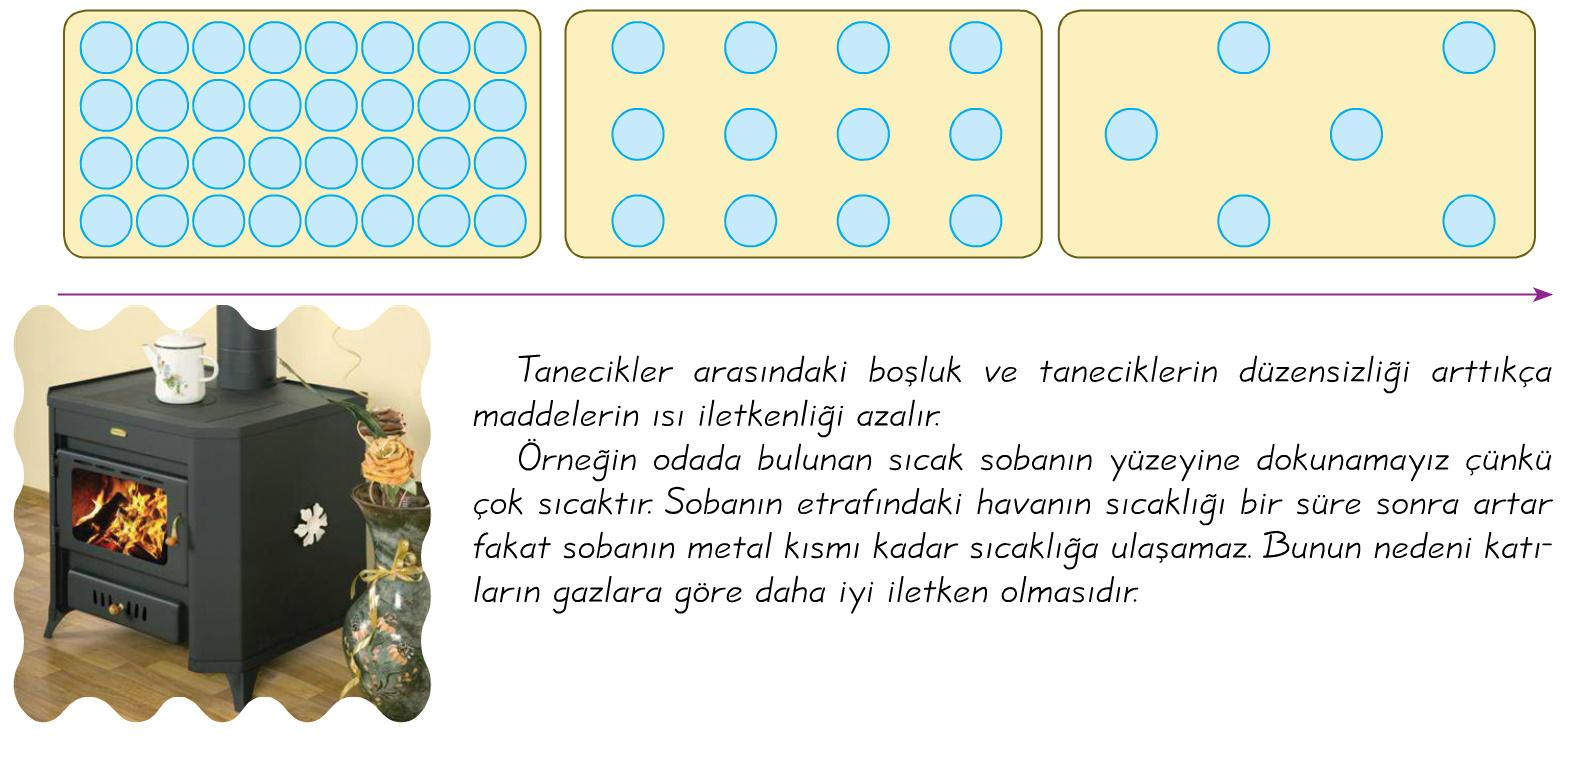 Tanecikler arasındaki boşluk ve taneciklerin düzensizliği arttıkça
maddelerin ısı iletkenliği azalır.
Örneğin odada bulunan sıcak sobanın yüzeyine dokunamayız çünkü
çok sıcaktır. Sobanın etrafındaki havanın sıcaklığı bir süre sonra artar
fakat sobanın metal kısmı kadar sıcaklığa ulaşamaz. Bunun nedeni katı-
ların gazlara göre daha iyi iletken olmasıdır.